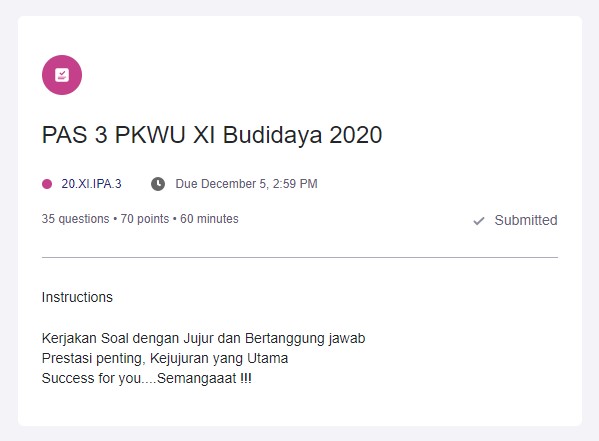 PAS 3 PKWU XI Budidaya 2020
20.XI.IPA.3 Due December 5, 2:59 PM
35 questions • 70 points • 60 minutes Submitted
Instructions
Kerjakan Soal dengan Jujur dan Bertanggung jawab
Prestasi penting, Kejujuran yang Utama
Success for you....Semangaaat !!!